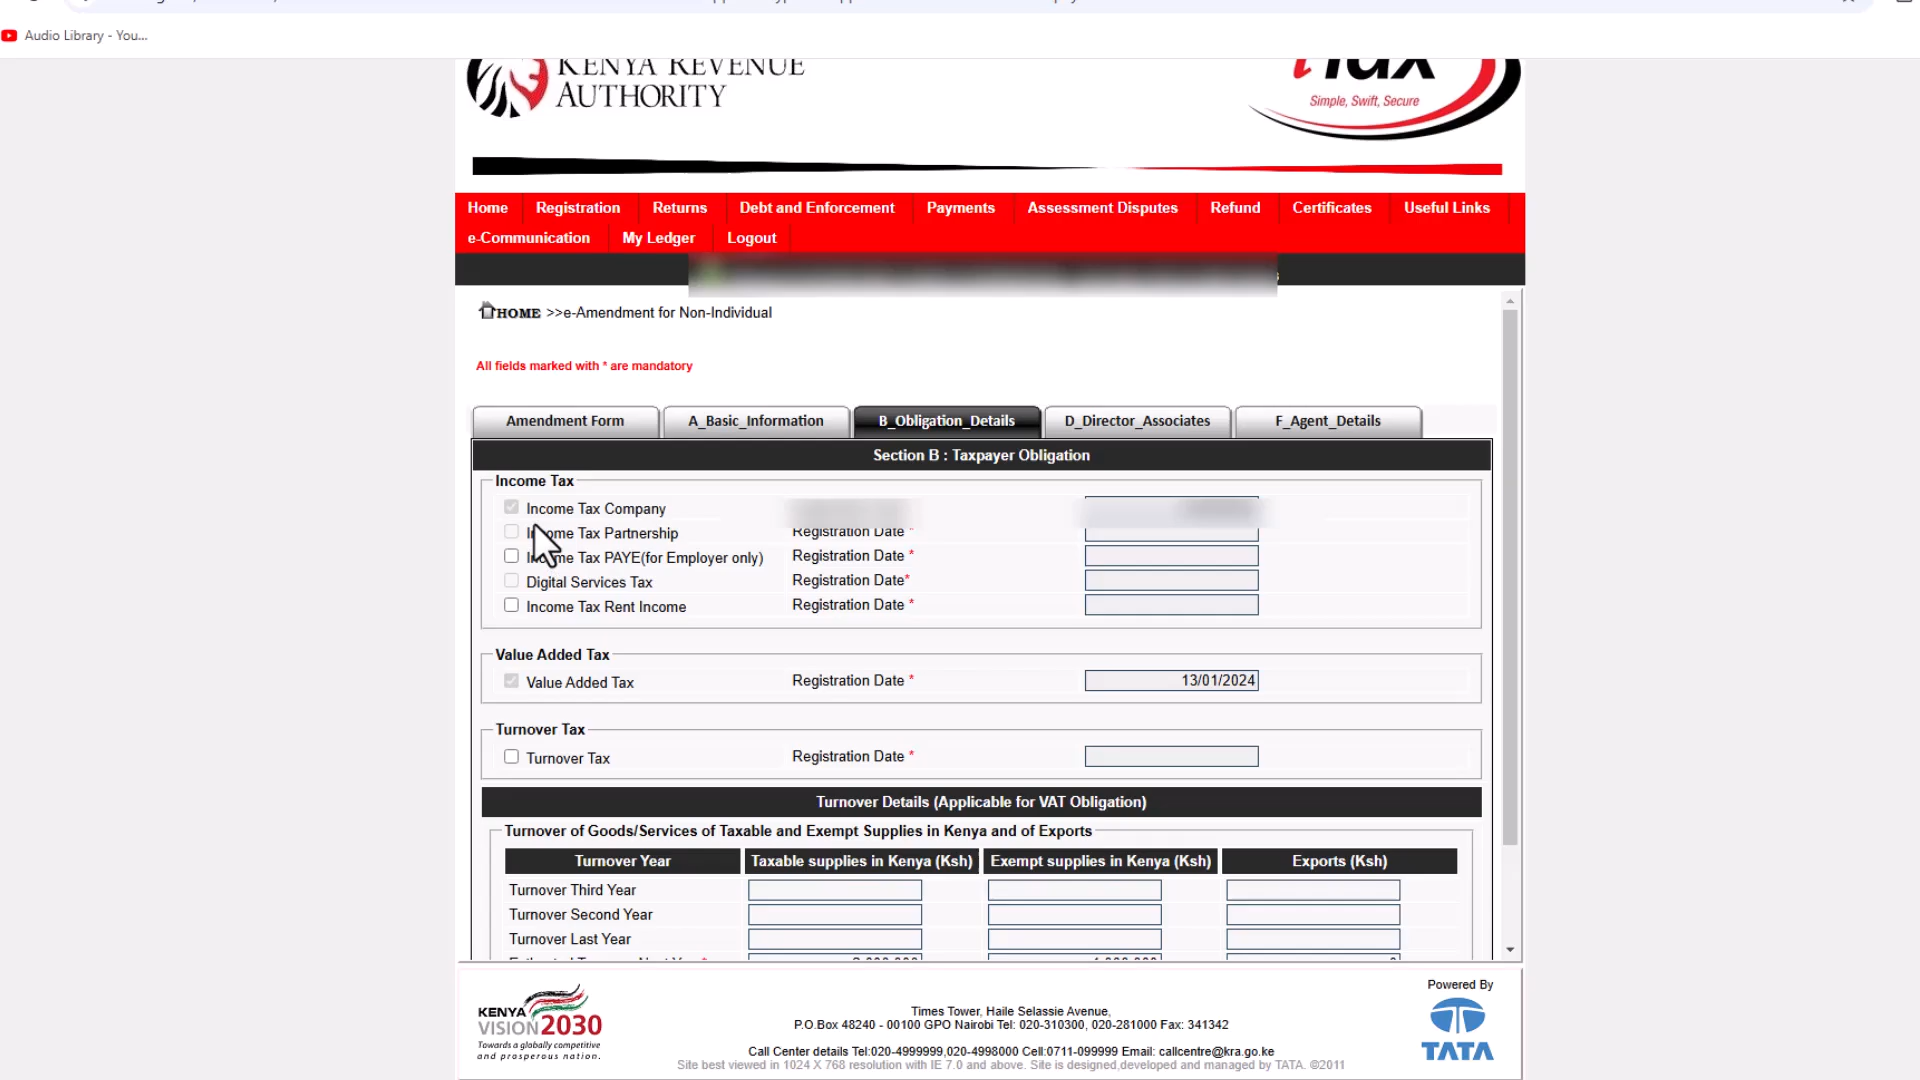 Audio Library - You...
KENYA REVENUE
AUTHORITY
iTax
Simple, Swift, Secure
Home Registration Returns Debt and Enforcement Payments Assessment Disputes Refund Certificates Useful Links
e-Communication My Ledger Logout
HOME >>e-Amendment for Non-Individual
All fields marked with * are mandatory
Amendment Form A_Basic_Information B_Obligation_Details D_Director_Associates F_Agent_Details
Section B : Taxpayer Obligation
Income Tax
Income Tax Company
Income Tax Partnership Registration Date *
Income Tax PAYE(for Employer only) Registration Date *
Digital Services Tax Registration Date*
Income Tax Rent Income Registration Date *
Value Added Tax
Value Added Tax Registration Date * 13/01/2024
Turnover Tax
Turnover Tax Registration Date *
Turnover Details (Applicable for VAT Obligation)
Turnover of Goods/Services of Taxable and Exempt Supplies in Kenya and of Exports
Turnover Year Taxable supplies in Kenya (Ksh) Exempt supplies in Kenya (Ksh) Exports (Ksh)
Turnover Third Year
Turnover Second Year
Turnover Last Year
KENYA
VISION 2030
Towards a globally competitive
and prosperous nation.
Times Tower, Haile Selassie Avenue,
P.O.Box 48240 - 00100 GPO Nairobi Tel: 020-310300, 020-281000 Fax: 341342
Call Center details Tel:020-4999999,020-4998000 Cell:0711-099999 Email: callcentre@kra.go.ke
Site best viewed in 1024 X 768 resolution with IE 7.0 and above. Site is designed,developed and managed by TATA. ©2011
Powered By
TATA